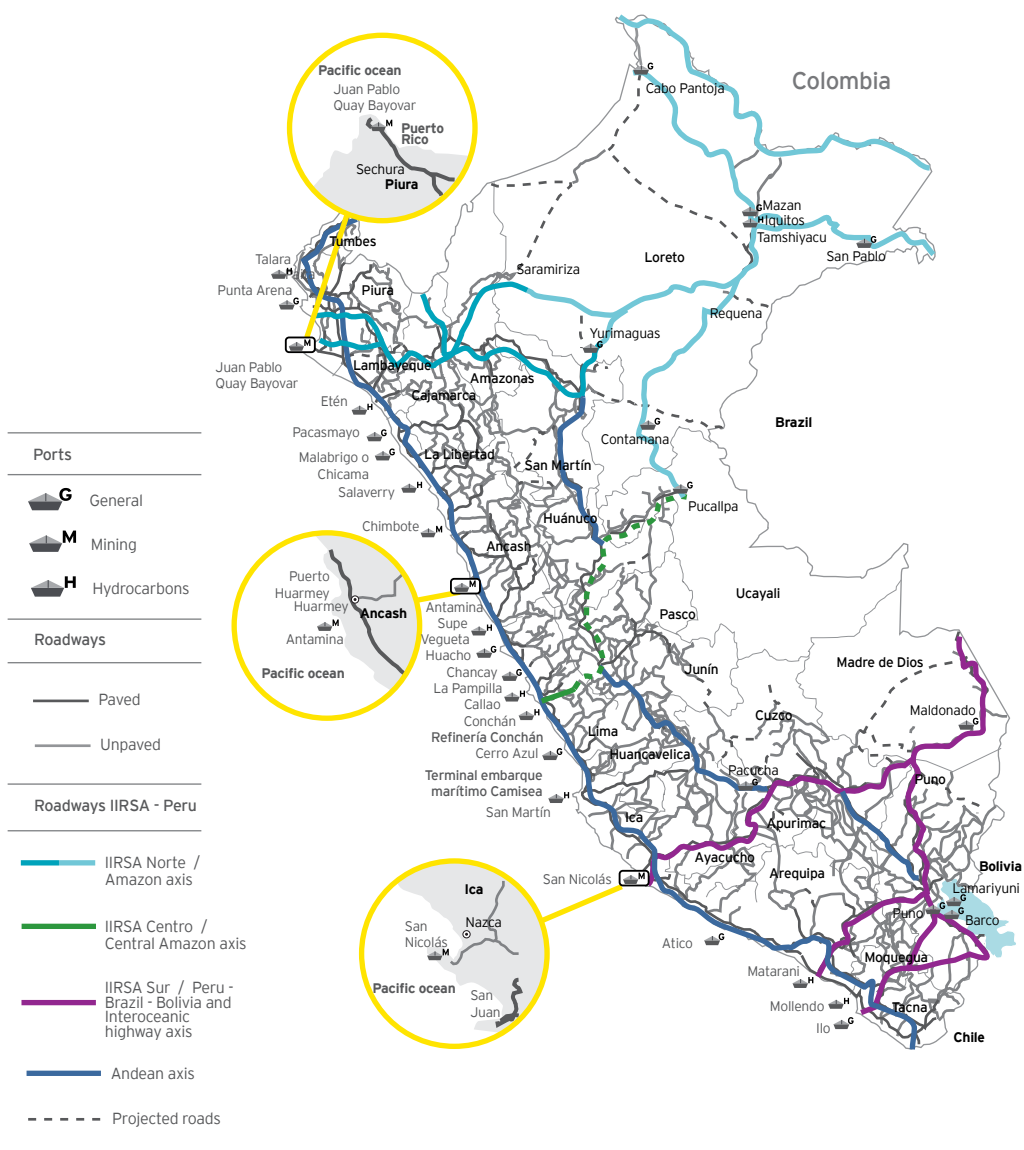 Colombia
Pacific ocean
Juan Pablo
Quay Bayovar
M
Puerto
Rico
Sechura
Piura
G
Cabo Pantoja
G
Mazan
H
Iquitos
Tamshiyacu
G
San Pablo
Loreto
Saramiriza
Requena
Yurimaguas
G
Tumbes
Talara
H
Paita
Punta Arena
G
Piura
M
Juan Pablo
Quay Bayovar
Lambayeque
Amazonas
Cajamarca
Etén
H
Pacasmayo
G
Malabrigo o
Chicama
G
Salaverry
H
La Libertad
San Martín
Contamana
G
Brazil
G
Pucallpa
Chimbote
M
Huánuco
Ancash
Ports
G
General
M
Mining
H
Hydrocarbons
Roadways
Paved
Unpaved
Roadways IIRSA - Peru
IIRSA Norte /
Amazon axis
IIRSA Centro /
Central Amazon axis
IIRSA Sur / Peru -
Brazil - Bolivia and
Interoceanic
highway axis
Andean axis
Projected roads
Puerto
Huarmey
Huarmey
Ancash
M
Antamina
Pacific ocean
M
Antamina
Supe
H
Vegueta
Huacho
G
Chancay
G
La Pampilla
H
Callao
Conchán
H
Refinería Conchán
Cerro Azul
G
Terminal embarque
marítimo Camisea
H
San Martín
Ucayali
Pasco
Junín
Madre de Dios
Maldonado
G
Lima
Cuzco
Huancavelica
Pacucha
G
Puno
Ica
Apurimac
Ayacucho
Arequipa
Bolivia
San Nicolás
M
Lamariyuni
G
Puno
G
G
Barco
Ica
San
Nicolás
M
Nazca
Pacific ocean
San
Juan
Atico
G
Moquegua
Matarani
H
Mollendo
H
Ilo
G
Tacna
Chile